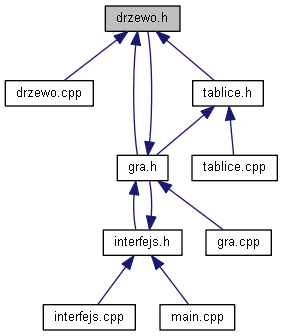 drzewo.h
drzewo.cpp
tablice.h
gra.h
tablice.cpp
interfejs.h
gra.cpp
interfejs.cpp
main.cpp